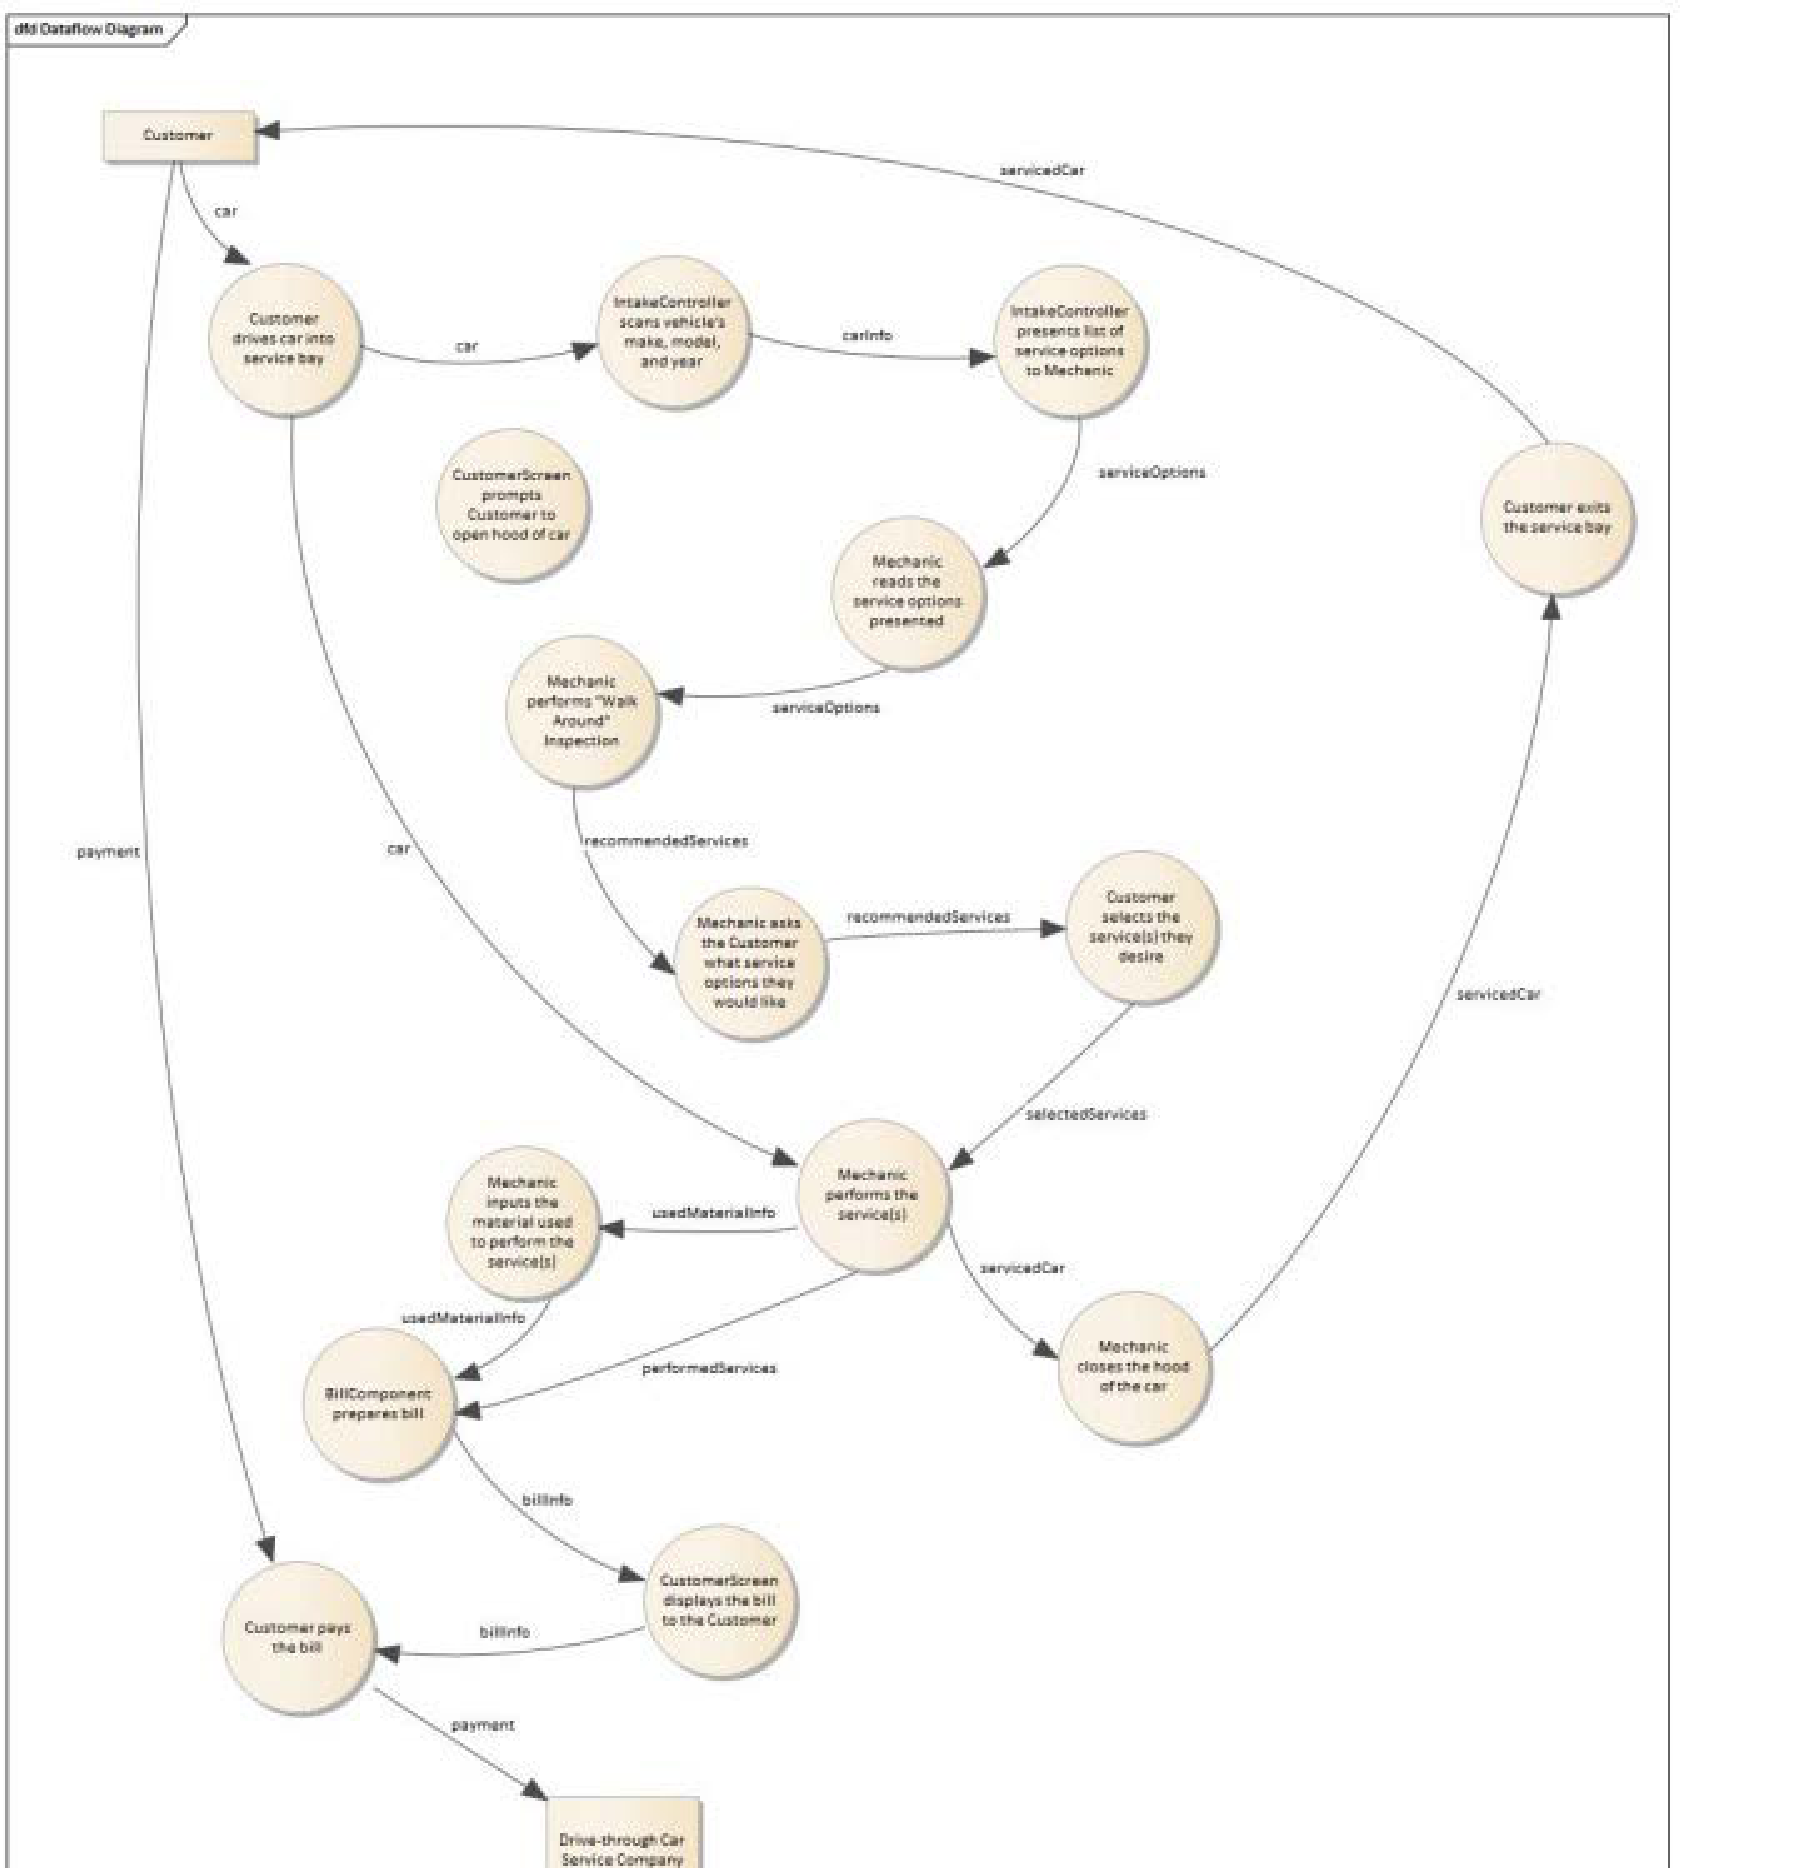 dfd Dataflow Diagram
Customer
servicedCar
car
Customer
drives car into
service bay
car
IntakeController
scans vehicle's
make, model,
and year
carInfo
IntakeController
presents list of
service options
to Mechanic
serviceOptions
CustomerScreen
prompts
Customer to
open hood of car
Customer exits
the service bay
Mechanic
reads the
service options
presented
serviceOptions
Mechanic
performs "Walk
Around"
Inspection
recommendedServices
payment
car
Mechanic asks
the Customer
what service
options they
would like
recommendedServices
Customer
selects the
service(s) they
desire
servicedCar
selectedServices
Mechanic
inputs the
material used
to perform the
service(s)
usedMaterialInfo
Mechanic
performs the
service(s)
servicedCar
usedMaterialInfo
performedServices
Mechanic
closes the hood
of the car
BillComponent
prepares bill
billInfo
CustomerScreen
displays the bill
to the Customer
billInfo
Customer pays
the bill
payment
Drive-through Car
Service Company